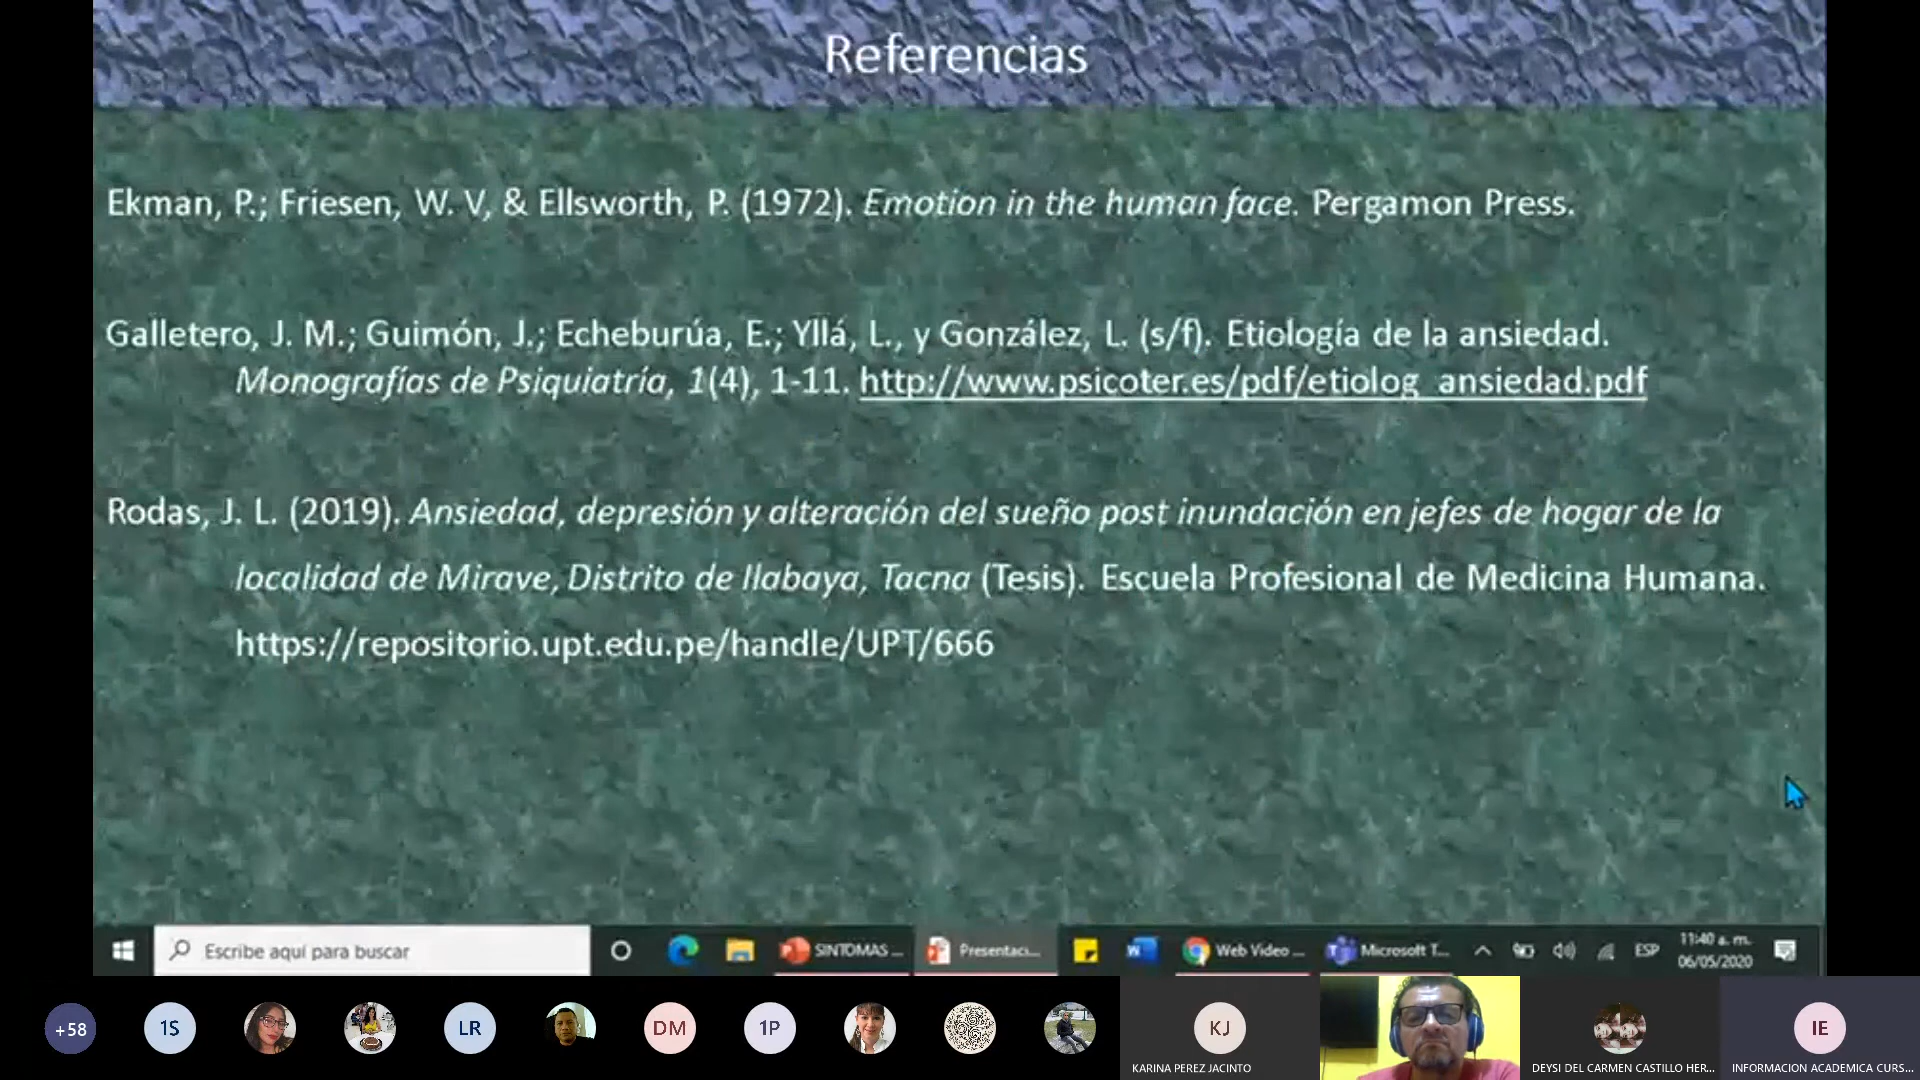 Referencias
Ekman, P.; Friesen, W. V, & Ellsworth, P. (1972). Emotion in the human face. Pergamon Press.
Galletero, J. M.; Guimón, J.; Echeburúa, E.; Yllá, L., y González, L. (s/f). Etiología de la ansiedad.
Monografías de Psiquiatría, 1(4), 1-11. http://www.psicoter.es/pdf/etiolog_ansiedad.pdf
Rodas, J. L. (2019). Ansiedad, depresión y alteración del sueño post inundación en jefes de hogar de la
localidad de Mirave, Distrito de Ilabaya, Tacna (Tesis). Escuela Profesional de Medicina Humana.
https://repositorio.upt.edu.pe/handle/UPT/666
Escribe aquí para buscar
SINTOMAS ...
Presentaci...
Web Video ...
Microsoft T...
ESP
11:40 a. m.
06/05/2020
+58
1S
LR
DM
1P
KJ
KARINA PEREZ JACINTO
DEYSI DEL CARMEN CASTILLO HER...
IE
INFORMACION ACADEMICA CURS...